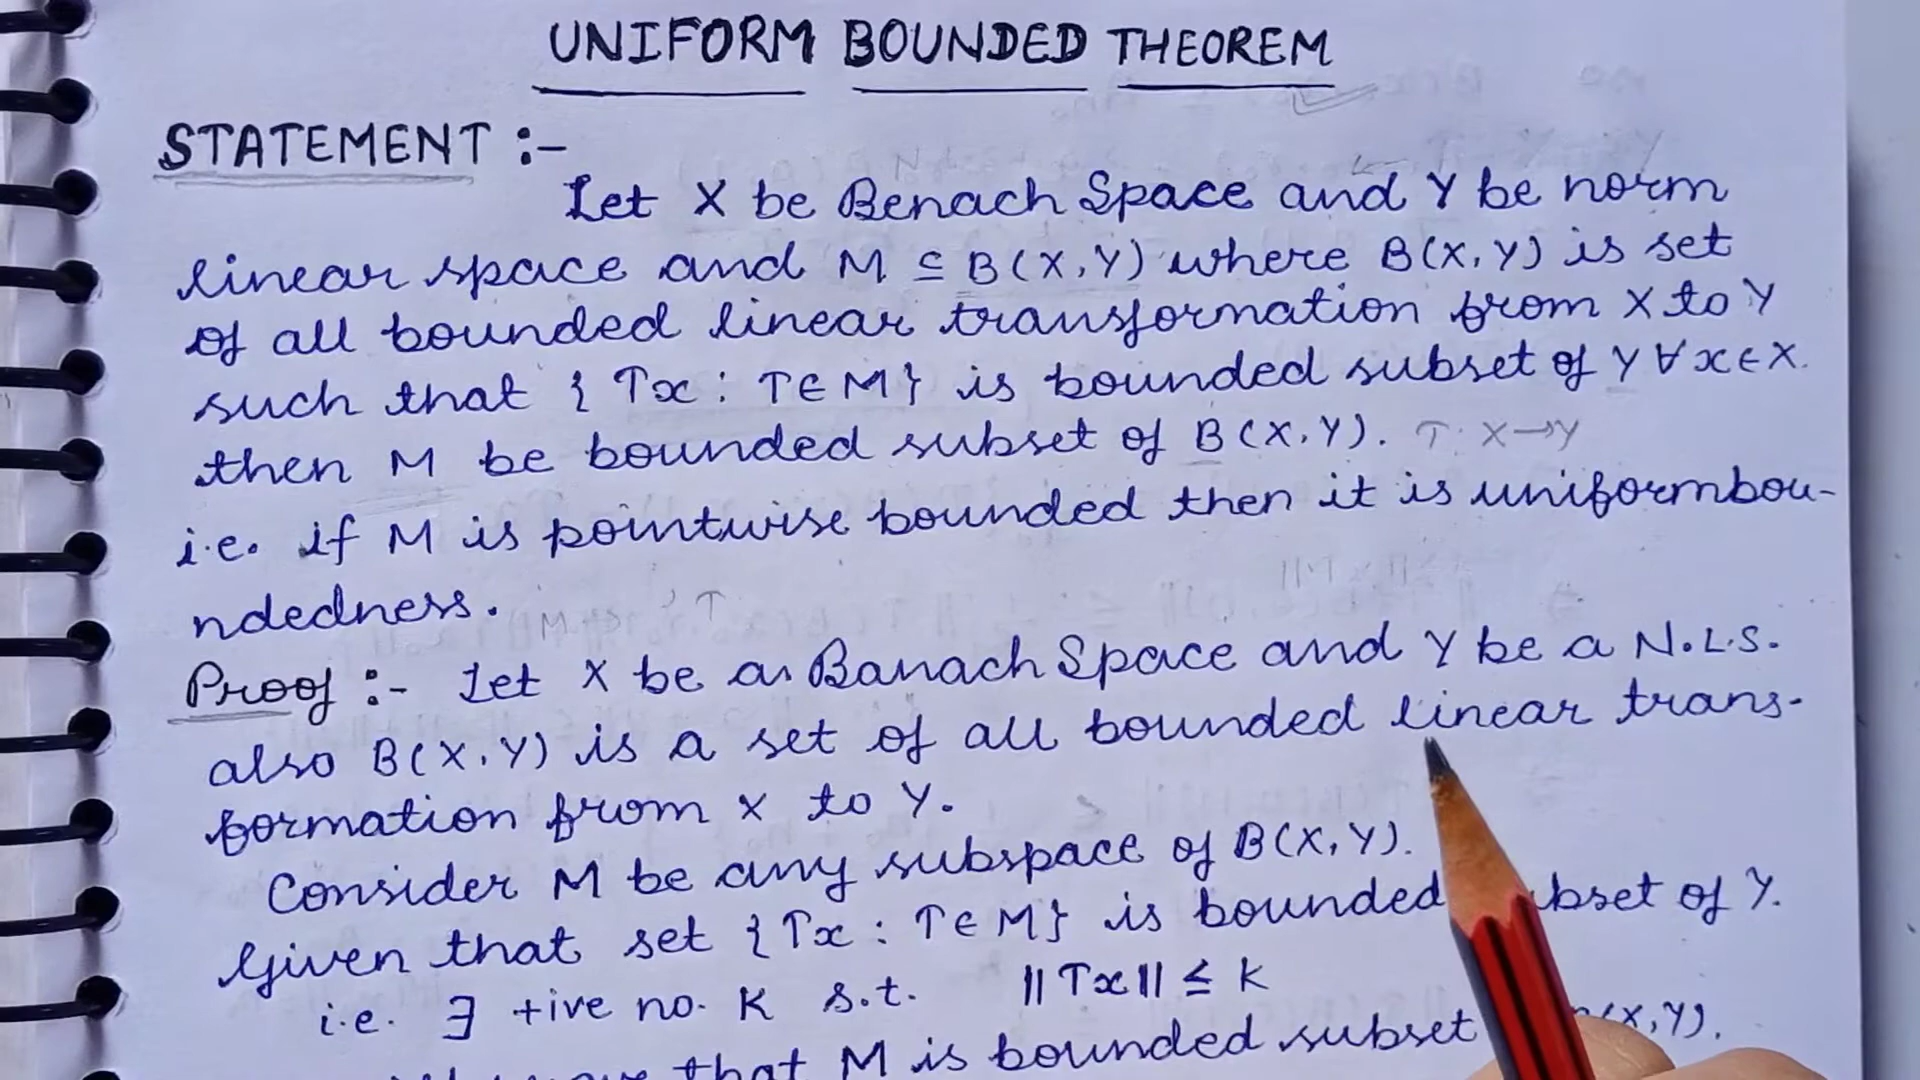 UNIFORM BOUNDED THEOREM
STATEMENT :-
Let X be Benach Space and Y be norm
linear space and M ⊆ B(X,Y) where B(X,Y) is set
of all bounded linear transformation from X to Y
such that { Tx : T∈M} is bounded subset of Y ∀ x∈X.
then M be bounded subset of B(X,Y). T: X→Y
i.e. if M is pointwise bounded then it is uniformbou-
ndedness.
Proof :- Let X be a Banach Space and Y be a N.L.S.
also B(X,Y) is a set of all bounded linear trans-
formation from X to Y.
Consider M be any subspace of B(X,Y).
Given that set {Tx : T∈M} is bounded subset of Y.
i.e. ∃ +ive no. K s.t. ||Tx|| ≤ K
that M is bounded subset (X,Y).